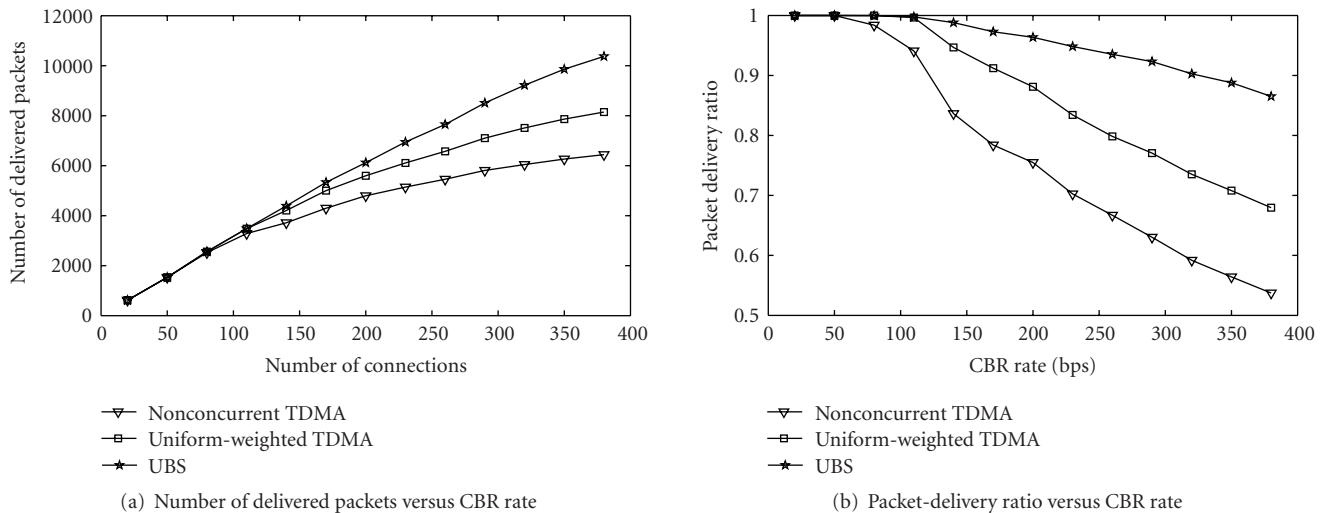 12000
10000
8000
6000
4000
2000
0
Number of delivered packets
0 50 100 150 200 250 300 350 400
Number of connections
Nonconcurrent TDMA
Uniform-weighted TDMA
UBS
(a) Number of delivered packets versus CBR rate
1
0.9
0.8
0.7
0.6
0.5
Packet delivery ratio
0 50 100 150 200 250 300 350 400
CBR rate (bps)
Nonconcurrent TDMA
Uniform-weighted TDMA
UBS
(b) Packet-delivery ratio versus CBR rate